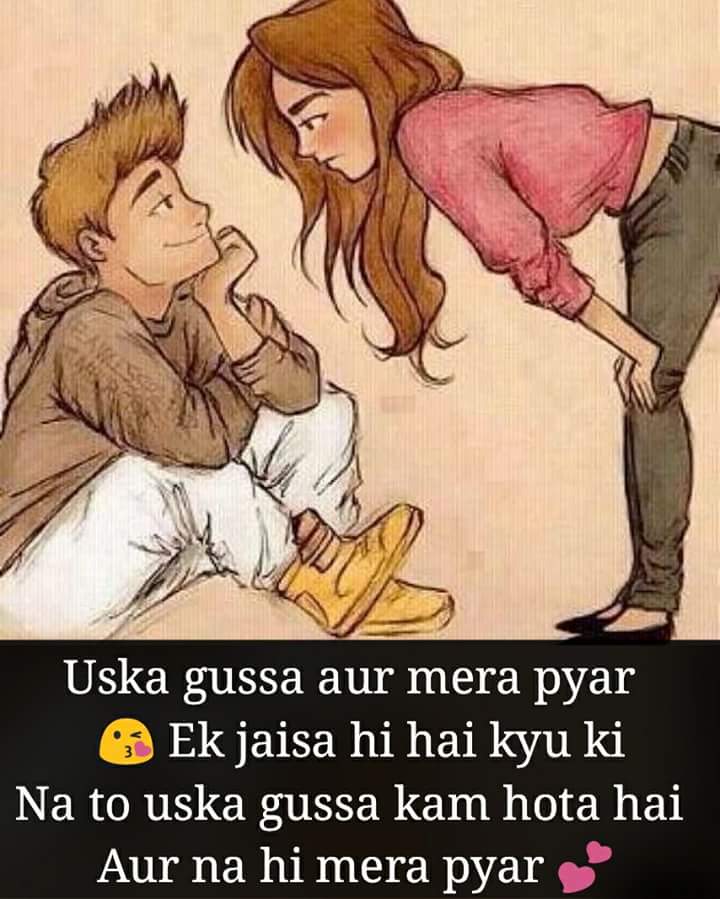 Uska gussa aur mera pyar
😘 Ek jaisa hi hai kyu ki
Na to uska gussa kam hota hai
Aur na hi mera pyar 💕